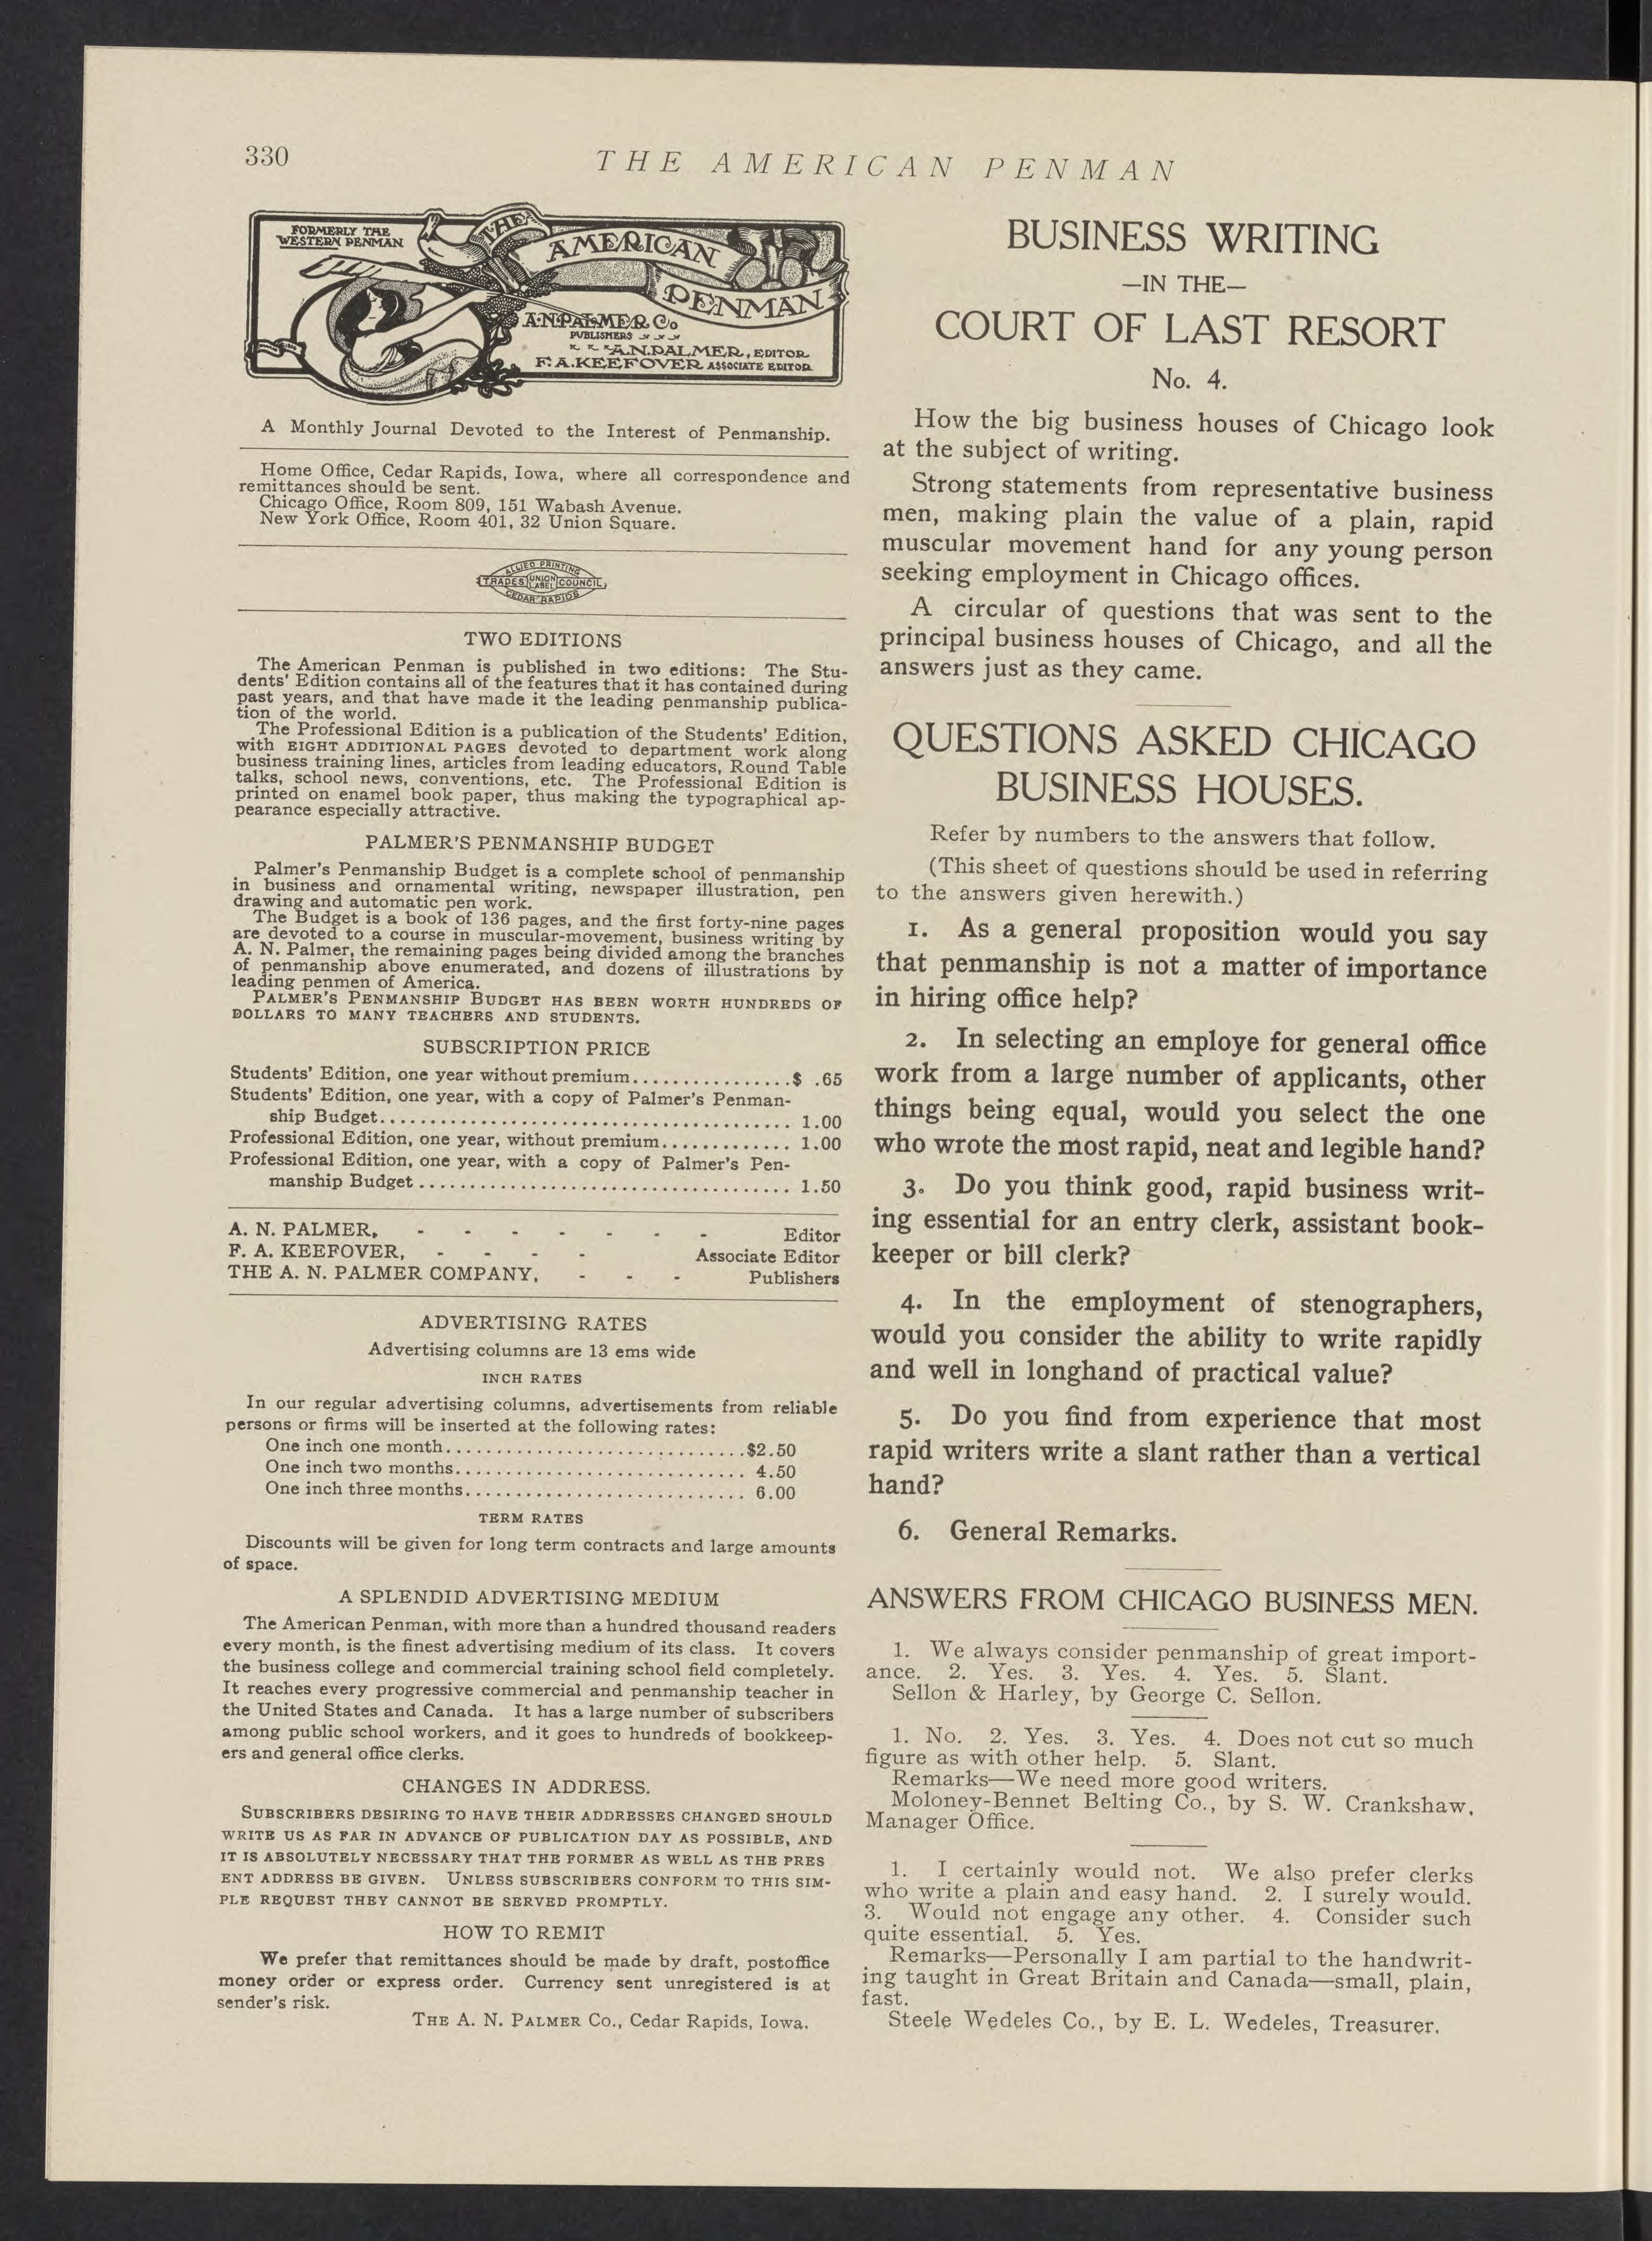 330
THE AMERICAN PENMAN
FORMERLY THE
WESTERN PENMAN
THE
AMERICAN
PENMAN
A.N.PALMER Co
PUBLISHERS
A.N.PALMER, EDITOR
F.A.KEEFOVER ASSOCIATE EDITOR
A Monthly Journal Devoted to the Interest of Penmanship.
Home Office, Cedar Rapids, Iowa, where all correspondence and
remittances should be sent.
Chicago Office, Room 809, 151 Wabash Avenue.
New York Office, Room 401, 32 Union Square.
ALLIED PRINTING
TRADES UNION LABEL COUNCIL
CEDAR RAPIDS
TWO EDITIONS
The American Penman is published in two editions: The Stu-
dents' Edition contains all of the features that it has contained during
past years, and that have made it the leading penmanship publica-
tion of the world.
The Professional Edition is a publication of the Students' Edition,
with EIGHT ADDITIONAL PAGES devoted to department work along
business training lines, articles from leading educators, Round Table
talks, school news, conventions, etc. The Professional Edition is
printed on enamel book paper, thus making the typographical ap-
pearance especially attractive.
PALMER'S PENMANSHIP BUDGET
Palmer's Penmanship Budget is a complete school of penmanship
in business and ornamental writing, newspaper illustration, pen
drawing and automatic pen work.
The Budget is a book of 136 pages, and the first forty-nine pages
are devoted to a course in muscular-movement, business writing by
A. N. Palmer, the remaining pages being divided among the branches
of penmanship above enumerated, and dozens of illustrations by
leading penmen of America.
PALMER'S PENMANSHIP BUDGET HAS BEEN WORTH HUNDREDS OF
DOLLARS TO MANY TEACHERS AND STUDENTS.
SUBSCRIPTION PRICE
Students' Edition, one year without premium................$ .65
Students' Edition, one year, with a copy of Palmer's Penman-
ship Budget........................................ 1.00
Professional Edition, one year, without premium............. 1.00
Professional Edition, one year, with a copy of Palmer's Pen-
manship Budget.................................... 1.50
A. N. PALMER, - - - - - - - Editor
F. A. KEEFOVER, - - - - Associate Editor
THE A. N. PALMER COMPANY, - - - Publishers
ADVERTISING RATES
Advertising columns are 13 ems wide
INCH RATES
In our regular advertising columns, advertisements from reliable
persons or firms will be inserted at the following rates:
One inch one month.............................$2.50
One inch two months............................ 4.50
One inch three months........................... 6.00
TERM RATES
Discounts will be given for long term contracts and large amounts
of space.
A SPLENDID ADVERTISING MEDIUM
The American Penman, with more than a hundred thousand readers
every month, is the finest advertising medium of its class. It covers
the business college and commercial training school field completely.
It reaches every progressive commercial and penmanship teacher in
the United States and Canada. It has a large number of subscribers
among public school workers, and it goes to hundreds of bookkeep-
ers and general office clerks.
CHANGES IN ADDRESS.
SUBSCRIBERS DESIRING TO HAVE THEIR ADDRESSES CHANGED SHOULD
WRITE US AS FAR IN ADVANCE OF PUBLICATION DAY AS POSSIBLE, AND
IT IS ABSOLUTELY NECESSARY THAT THE FORMER AS WELL AS THE PRES
ENT ADDRESS BE GIVEN. UNLESS SUBSCRIBERS CONFORM TO THIS SIM-
PLE REQUEST THEY CANNOT BE SERVED PROMPTLY.
HOW TO REMIT
We prefer that remittances should be made by draft, postoffice
money order or express order. Currency sent unregistered is at
sender's risk.
THE A. N. PALMER CO., Cedar Rapids, Iowa.
BUSINESS WRITING
—IN THE—
COURT OF LAST RESORT
No. 4.
How the big business houses of Chicago look
at the subject of writing.
Strong statements from representative business
men, making plain the value of a plain, rapid
muscular movement hand for any young person
seeking employment in Chicago offices.
A circular of questions that was sent to the
principal business houses of Chicago, and all the
answers just as they came.
QUESTIONS ASKED CHICAGO
BUSINESS HOUSES.
Refer by numbers to the answers that follow.
(This sheet of questions should be used in referring
to the answers given herewith.)
1. As a general proposition would you say
that penmanship is not a matter of importance
in hiring office help?
2. In selecting an employe for general office
work from a large number of applicants, other
things being equal, would you select the one
who wrote the most rapid, neat and legible hand?
3. Do you think good, rapid business writ-
ing essential for an entry clerk, assistant book-
keeper or bill clerk?
4. In the employment of stenographers,
would you consider the ability to write rapidly
and well in longhand of practical value?
5. Do you find from experience that most
rapid writers write a slant rather than a vertical
hand?
6. General Remarks.
ANSWERS FROM CHICAGO BUSINESS MEN.
1. We always consider penmanship of great import-
ance. 2. Yes. 3. Yes. 4. Yes. 5. Slant.
Sellon & Harley, by George C. Sellon.
1. No. 2. Yes. 3. Yes. 4. Does not cut so much
figure as with other help. 5. Slant.
Remarks—We need more good writers.
Moloney-Bennet Belting Co., by S. W. Crankshaw,
Manager Office.
1. I certainly would not. We also prefer clerks
who write a plain and easy hand. 2. I surely would.
3. Would not engage any other. 4. Consider such
quite essential. 5. Yes.
Remarks—Personally I am partial to the handwrit-
ing taught in Great Britain and Canada—small, plain,
fast.
Steele Wedeles Co., by E. L. Wedeles, Treasurer.